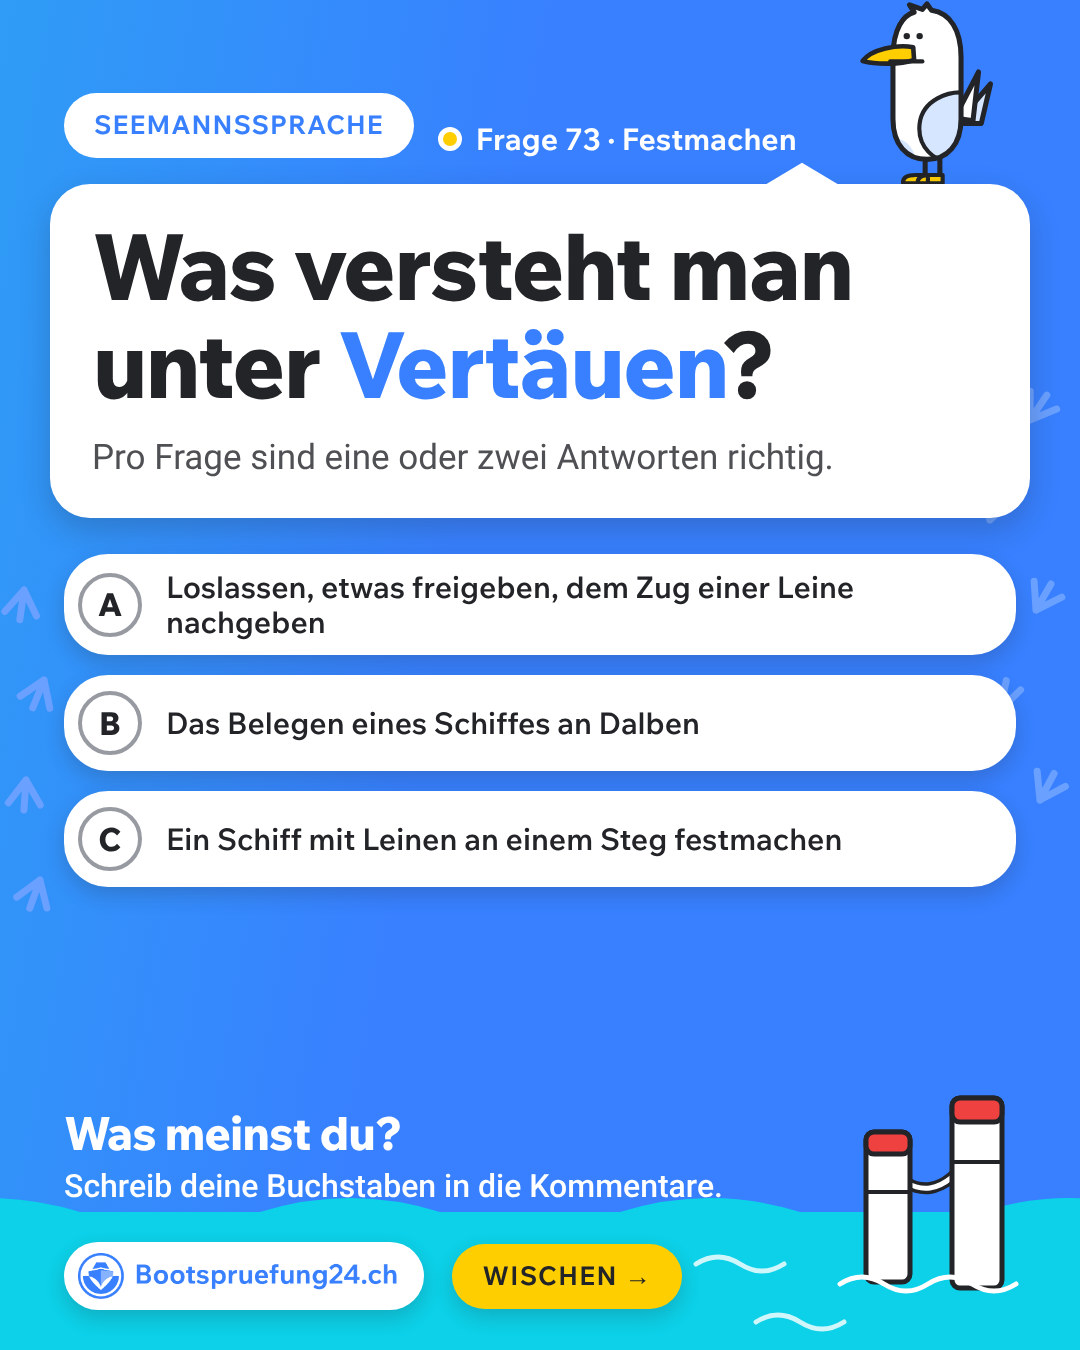 SEEMANNSSPRACHE
Frage 73 · Festmachen
Was versteht man
unter Vertäuen?
Pro Frage sind eine oder zwei Antworten richtig.
A
Loslassen, etwas freigeben, dem Zug einer Leine
nachgeben
B
Das Belegen eines Schiffes an Dalben
C
Ein Schiff mit Leinen an einem Steg festmachen
Was meinst du?
Schreib deine Buchstaben in die Kommentare.
Bootspruefung24.ch
WISCHEN →